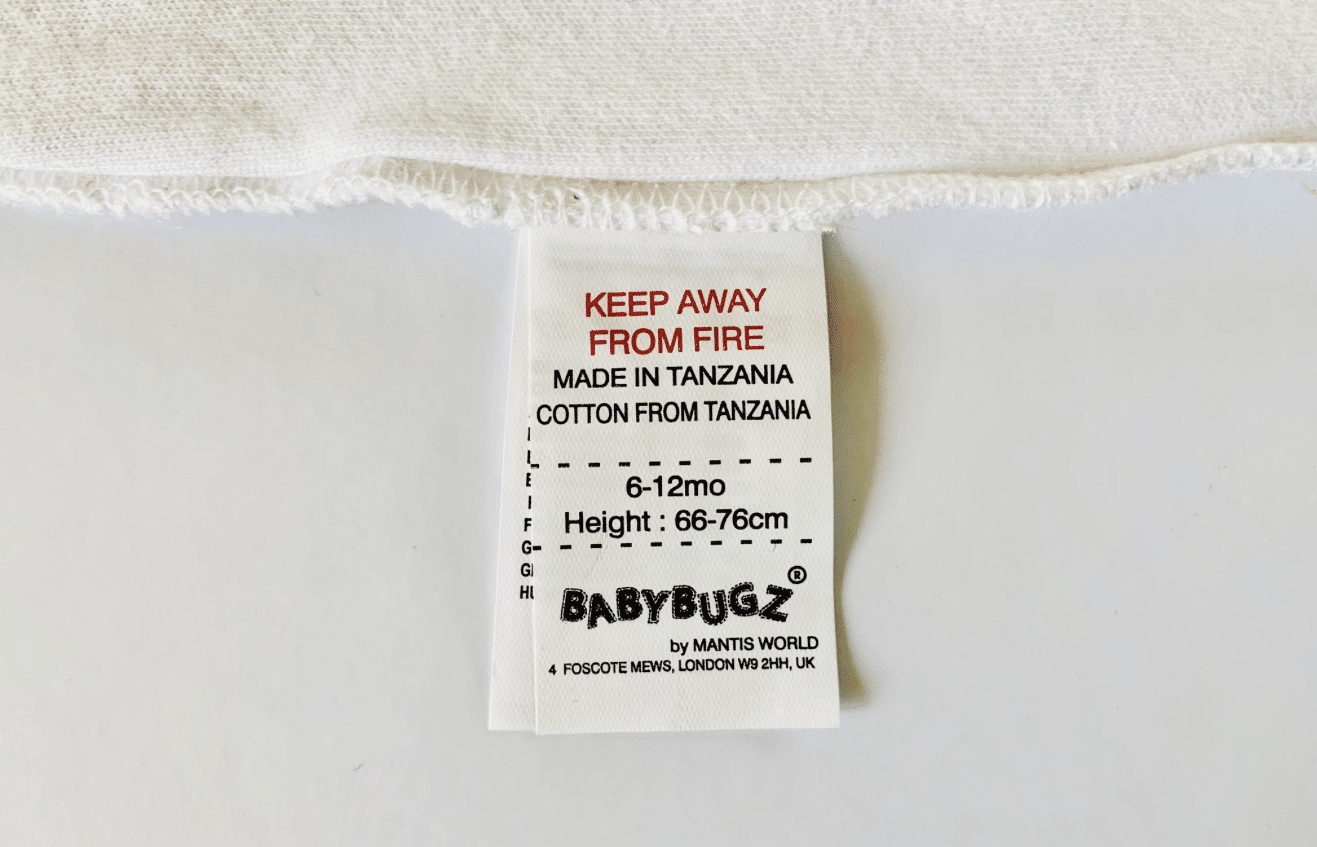 KEEP AWAY
FROM FIRE
MADE IN TANZANIA
COTTON FROM TANZANIA
6-12mo
Height : 66-76cm
BABYBUGZ®
by MANTIS WORLD
4 FOSCOTE MEWS, LONDON W9 2HH, UK